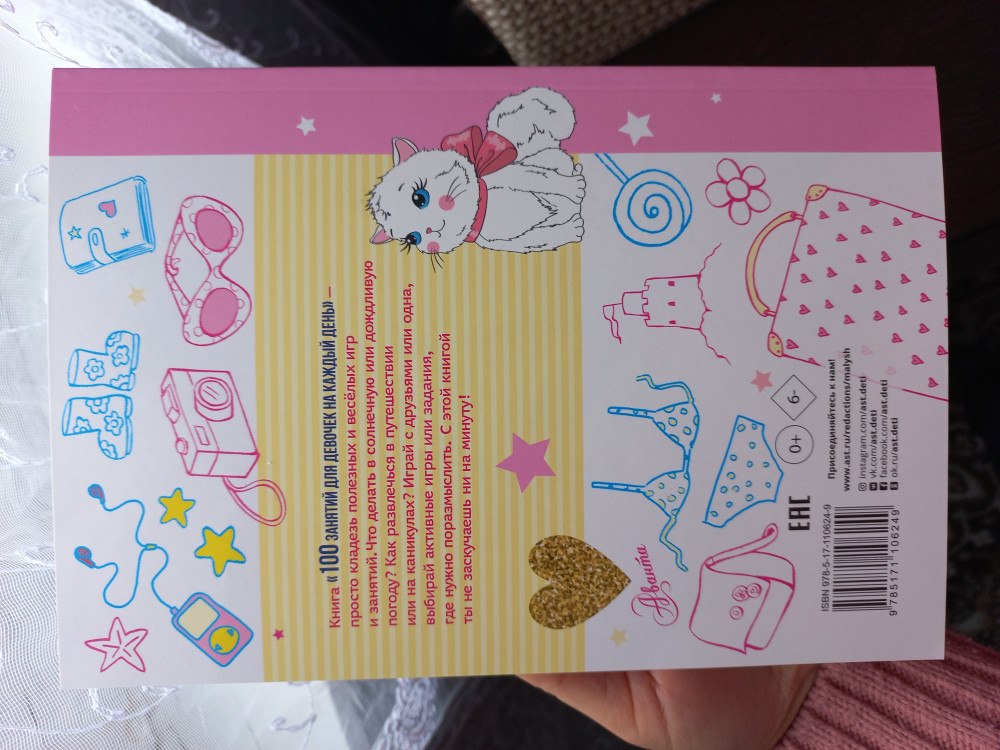 Книга «100 ЗАНЯТИЙ ДЛЯ ДЕВОЧЕК НА КАЖДЫЙ ДЕНЬ» –
просто кладезь полезных и весёлых игр
и занятий. Что делать в солнечную или дождливую
погоду? Как развлечься в путешествии
или на каникулах? Играй с друзьями или одна,
выбирай активные игры или задания,
где нужно поразмыслить. С этой книгой
ты не заскучаешь ни на минуту!
Аванта
0+
6-
Присоединяйтесь к нам!
www.ast.ru/redactions/malysh
instagram.com/ast.deti
vk.com/ast.deti
facebook.com/ast.deti
ok.ru/ast.deti
EAC
ISBN 978-5-17-110624-9
9 785171 106249